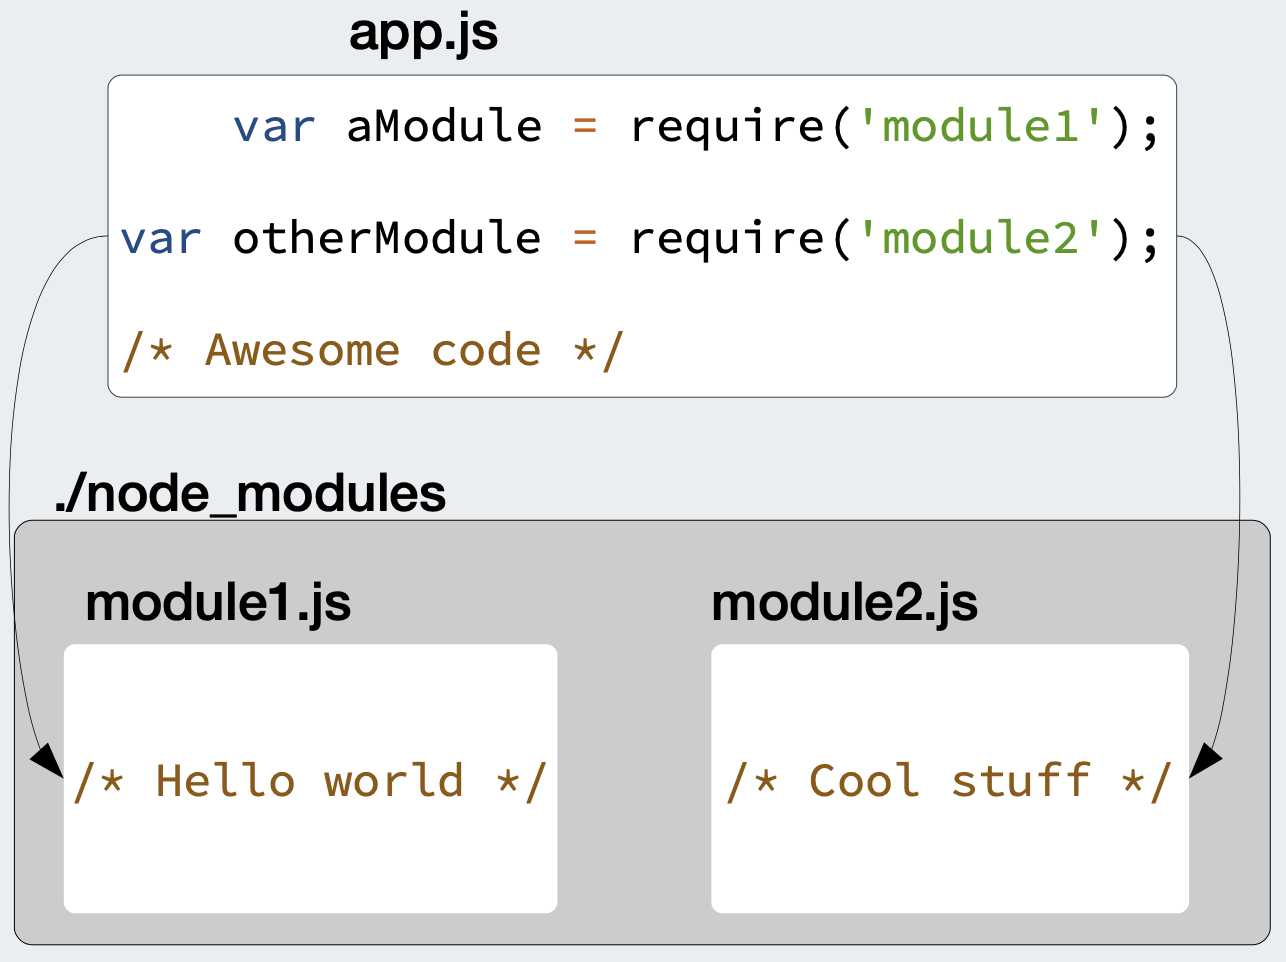 app.js
var aModule = require('module1');
var otherModule = require('module2');
/* Awesome code */
./node_modules
module1.js
module2.js
/* Hello world */
/* Cool stuff */